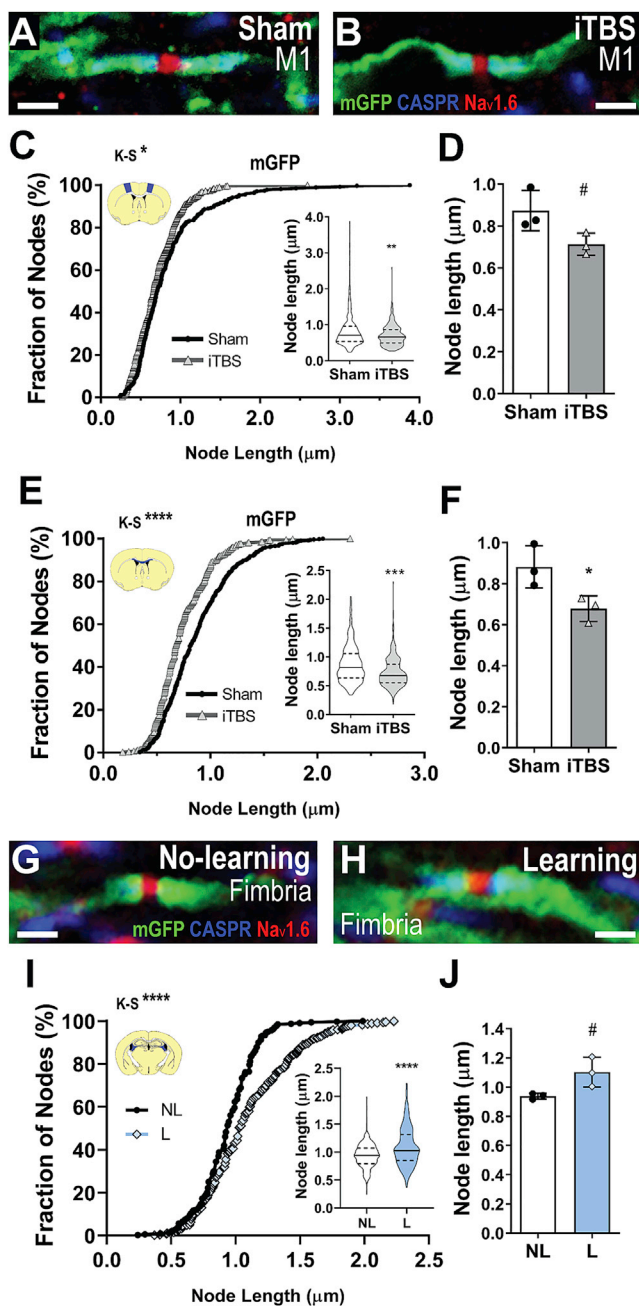 A
Sham
M1
B
iTBS
M1
mGFP CASPR Nav1.6
C
K-S *
mGFP
Fraction of Nodes (%)
100
80
60
40
20
0
0.0 1.0 2.0 3.0 4.0
Node Length (μm)
Sham
iTBS
Node length (μm)
4.0
3.0
2.0
1.0
0.0
**
Sham iTBS
D
Node length (μm)
1.0
0.8
0.6
0.4
0.2
0.0
#
Sham iTBS
E
K-S ****
mGFP
Fraction of Nodes (%)
100
80
60
40
20
0
0.0 1.0 2.0 3.0
Node Length (μm)
Sham
iTBS
Node length (μm)
2.5
2.0
1.5
1.0
0.5
0.0
***
Sham iTBS
F
Node length (μm)
1.0
0.8
0.6
0.4
0.2
0.0
*
Sham iTBS
G
No-learning
Fimbria
mGFP CASPR Nav1.6
H
Learning
Fimbria
I
K-S ****
Fraction of Nodes (%)
100
80
60
40
20
0
0.0 0.5 1.0 1.5 2.0 2.5
Node Length (μm)
NL
L
Node length (μm)
2.5
2.0
1.5
1.0
0.5
0.0
****
NL L
J
Node length (μm)
1.4
1.2
1.0
0.8
0.6
0.4
0.2
0.0
#
NL L